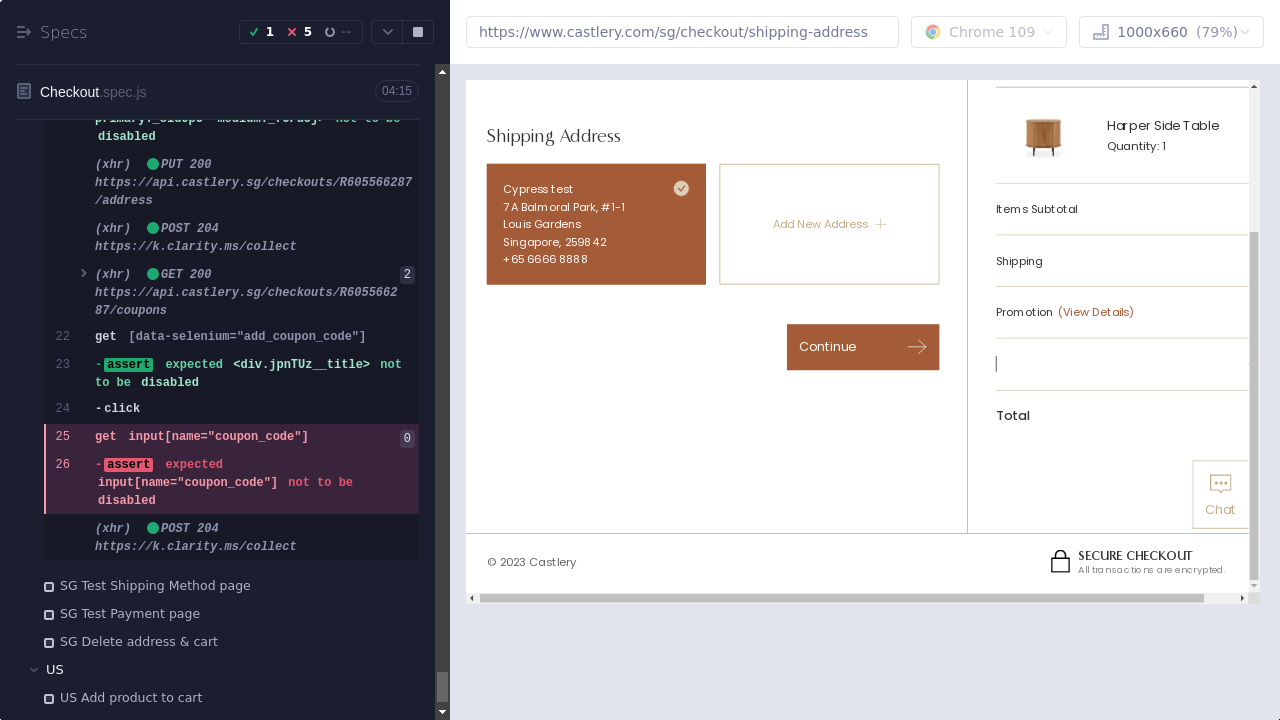 Specs
1 5 --
Checkout.spec.js
04:15
not to be
disabled
(xhr) PUT 200
https://api.castlery.sg/checkouts/R605566287
/address
(xhr) POST 204
https://k.clarity.ms/collect
(xhr) GET 200 2
https://api.castlery.sg/checkouts/R6055662
87/coupons
22 get [data-selenium="add_coupon_code"]
23 -assert expected <div.jpnTUz__title> not
to be disabled
24 -click
25 get input[name="coupon_code"] 0
26 -assert expected
input[name="coupon_code"] not to be
disabled
(xhr) POST 204
https://k.clarity.ms/collect
SG Test Shipping Method page
SG Test Payment page
SG Delete address & cart
US
US Add product to cart
https://www.castlery.com/sg/checkout/shipping-address
Chrome 109
1000x660 (79%)
Shipping Address
Cypress test
7A Balmoral Park, #1-1
Louis Gardens
Singapore, 259842
+65 6666 8888
Add New Address
Continue
Harper Side Table
Quantity: 1
Items Subtotal
Shipping
Promotion (View Details)
Total
Chat
© 2023 Castlery
SECURE CHECKOUT
All transactions are encrypted.